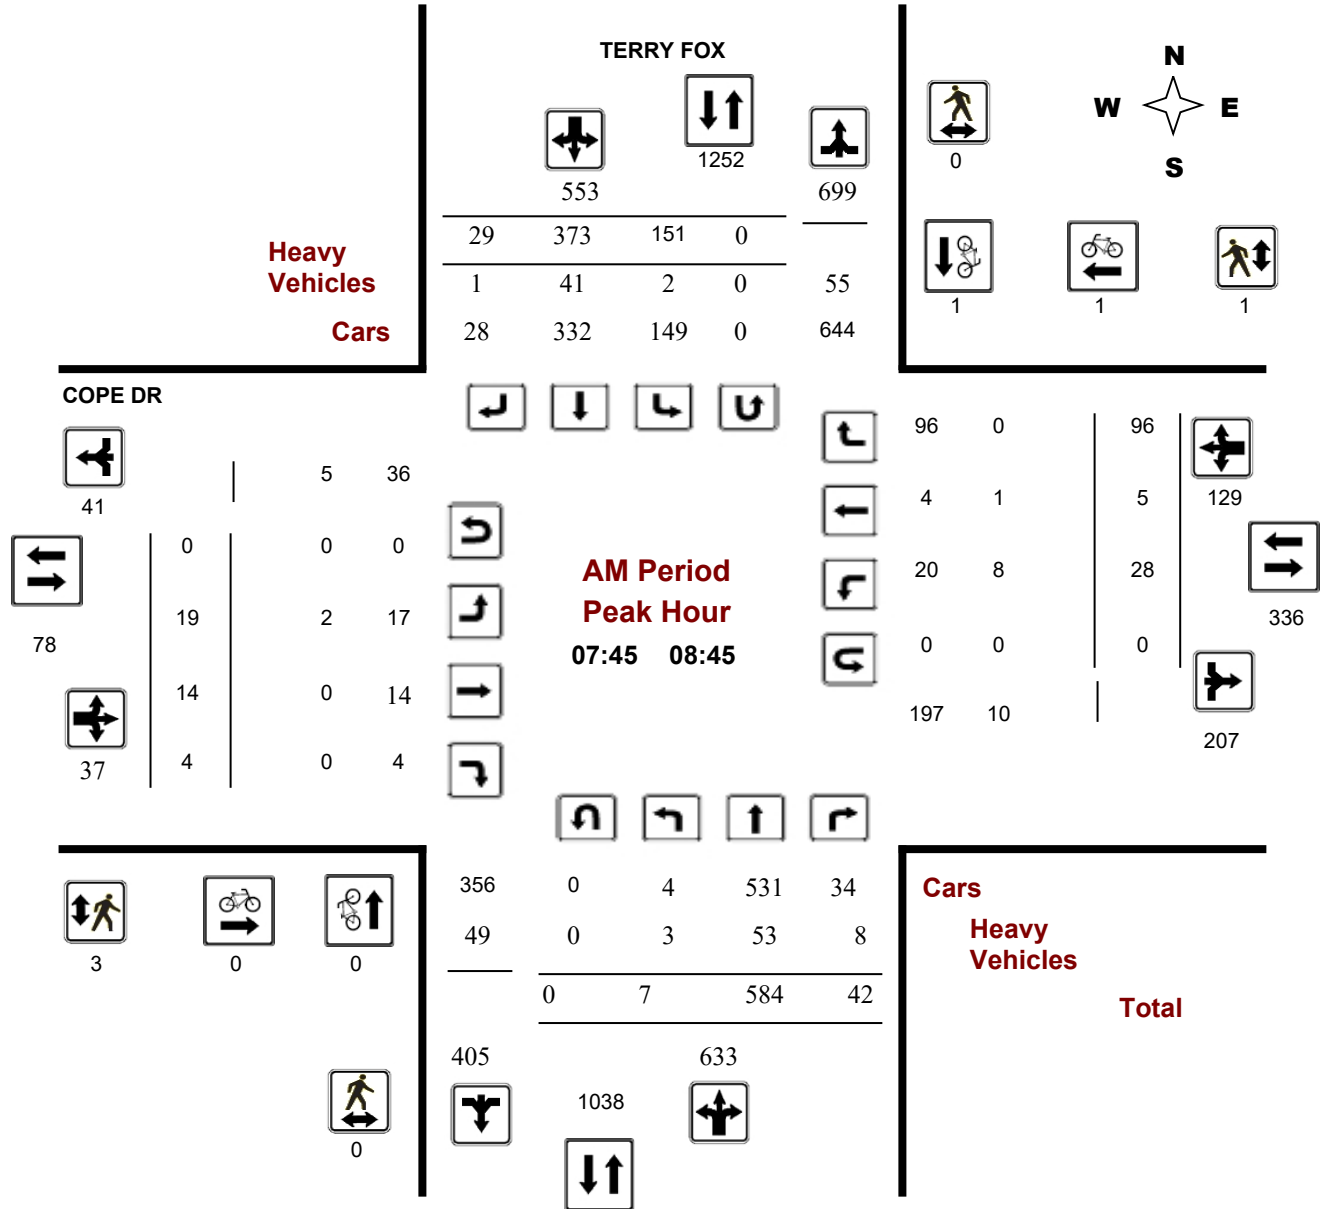 TERRY FOX
N
W E
S
1252
0
553 699
29 373 151 0
Heavy
Vehicles 1 41 2 0 55
1 1 1
Cars 28 332 149 0 644
COPE DR
96 0 96
5 36
41
4 1 5 129
0 0 0
AM Period
20 8 28
Peak Hour
19 2 17
336
78
07:45 08:45
0 0 0
14 0 14
197 10
207
37 4 0 4
356 0 4 531 34 Cars
49 0 3 53 8 Heavy
Vehicles
3 0 0
0 7 584 42
Total
405 633
1038
0